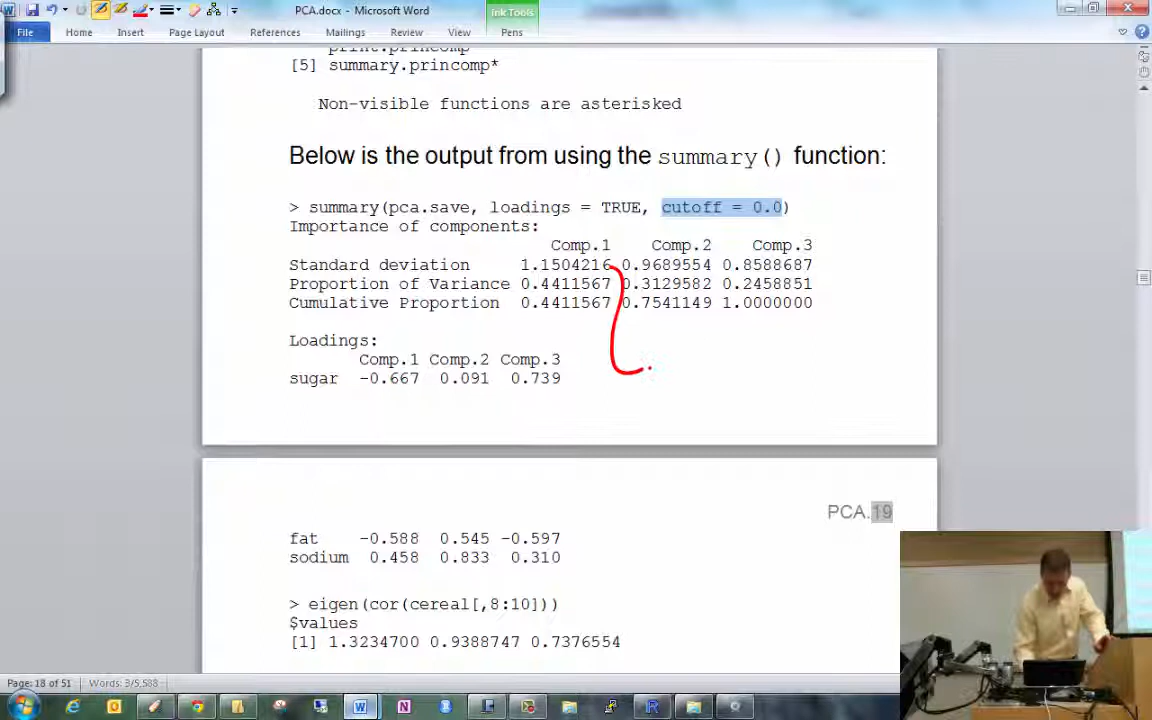 PCA.docx - Microsoft Word
Ink Tools
File Home Insert Page Layout References Mailings Review View Pens
print.princomp
[5] summary.princomp*
Non-visible functions are asterisked
Below is the output from using the summary() function:
> summary(pca.save, loadings = TRUE, cutoff = 0.0)
Importance of components:
Comp.1 Comp.2 Comp.3
Standard deviation 1.1504216 0.9689554 0.8588687
Proportion of Variance 0.4411567 0.3129582 0.2458851
Cumulative Proportion 0.4411567 0.7541149 1.0000000
Loadings:
Comp.1 Comp.2 Comp.3
sugar -0.667 0.091 0.739
PCA.19
fat -0.588 0.545 -0.597
sodium 0.458 0.833 0.310
> eigen(cor(cereal[,8:10]))
$values
[1] 1.3234700 0.9388747 0.7376554
Page: 18 of 51 Words: 3/5,588